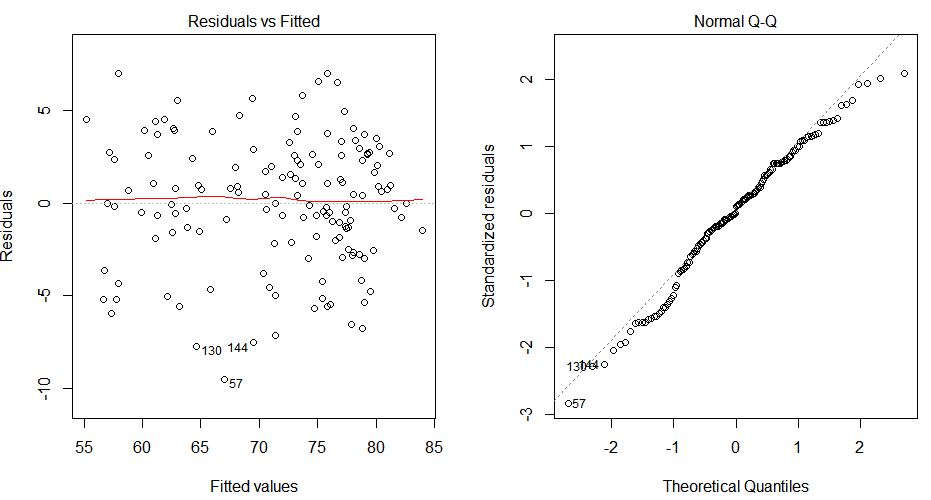 Residuals vs Fitted
Residuals
5
0
-5
-10
130
144
57
55 60 65 70 75 80 85
Fitted values
Normal Q-Q
Standardized residuals
2
1
0
-1
-2
-3
130
144
57
-2 -1 0 1 2
Theoretical Quantiles